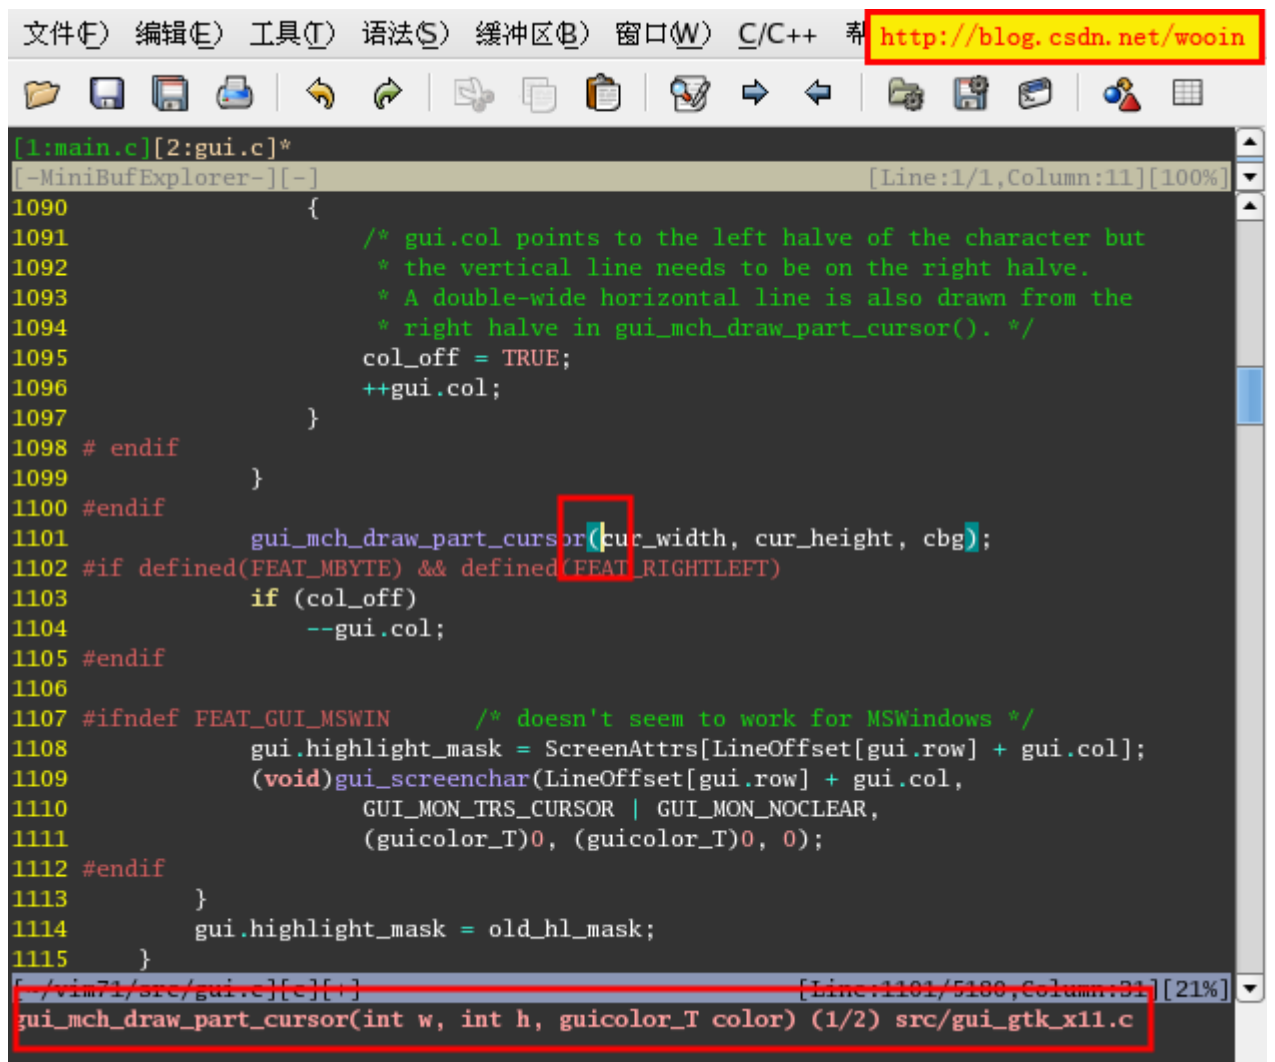 文件(F) 编辑(E) 工具(T) 语法(S) 缓冲区(B) 窗口(W) C/C++ 帮
http://blog.csdn.net/wooin
[1:main.c][2:gui.c]*
[-MiniBufExplorer-][-] [Line:1/1,Column:11][100%]
1090 {
1091 /* gui.col points to the left halve of the character but
1092 * the vertical line needs to be on the right halve.
1093 * A double-wide horizontal line is also drawn from the
1094 * right halve in gui_mch_draw_part_cursor(). */
1095 col_off = TRUE;
1096 ++gui.col;
1097 }
1098 # endif
1099 }
1100 #endif
1101 gui_mch_draw_part_cursor(cur_width, cur_height, cbg);
1102 #if defined(FEAT_MBYTE) && defined(FEAT_RIGHTLEFT)
1103 if (col_off)
1104 --gui.col;
1105 #endif
1106
1107 #ifndef FEAT_GUI_MSWIN /* doesn't seem to work for MSWindows */
1108 gui.highlight_mask = ScreenAttrs[LineOffset[gui.row] + gui.col];
1109 (void)gui_screenchar(LineOffset[gui.row] + gui.col,
1110 GUI_MON_TRS_CURSOR | GUI_MON_NOCLEAR,
1111 (guicolor_T)0, (guicolor_T)0, 0);
1112 #endif
1113 }
1114 gui.highlight_mask = old_hl_mask;
1115 }
[~/vim71/src/gui.c][c][+] [Line:1101/5180,Column:31][21%]
gui_mch_draw_part_cursor(int w, int h, guicolor_T color) (1/2) src/gui_gtk_x11.c